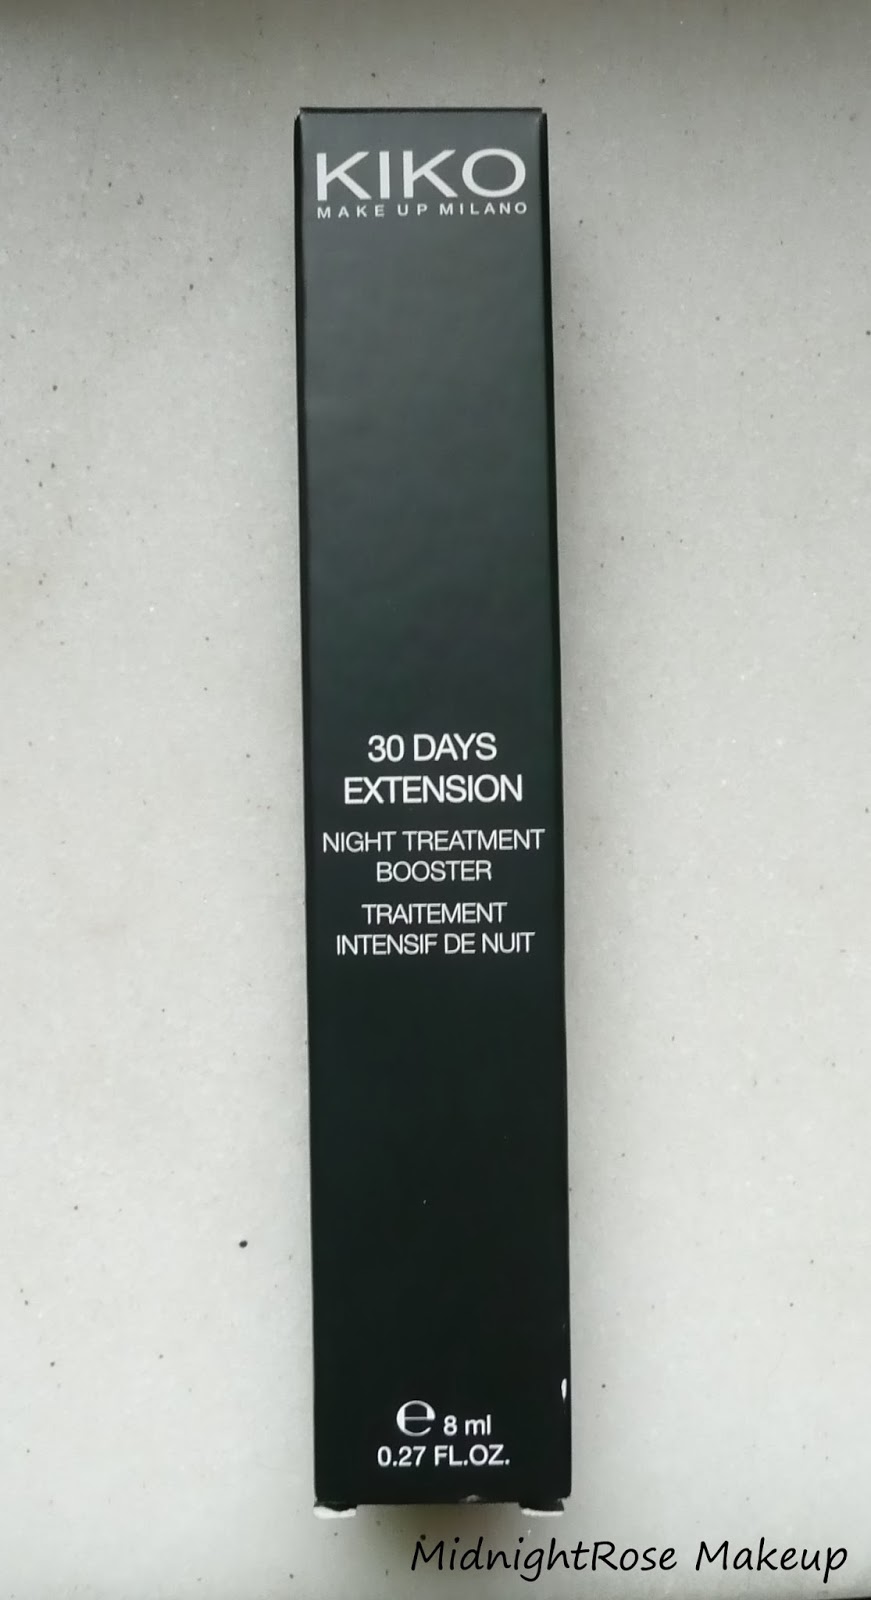 KIKO
MAKE UP MILANO
30 DAYS
EXTENSION
NIGHT TREATMENT
BOOSTER
TRAITEMENT
INTENSIF DE NUIT
℮ 8 ml
0.27 FL.OZ.
MidnightRose Makeup